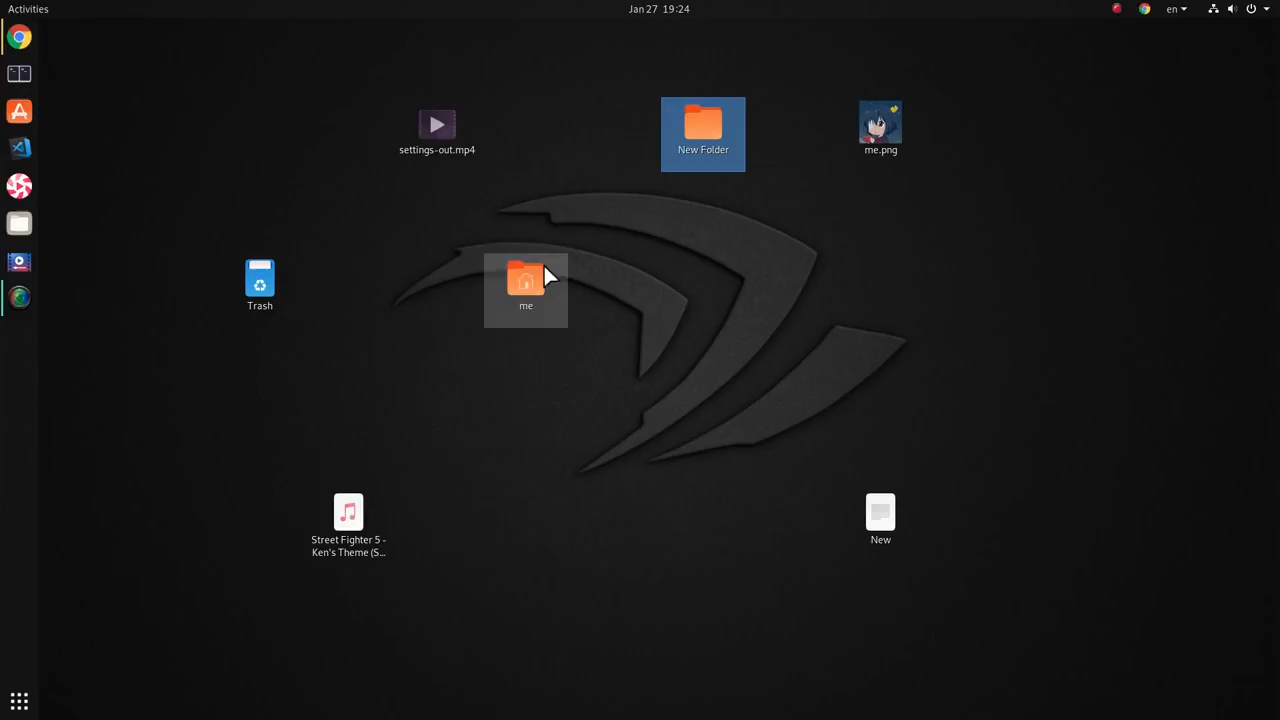 Activities
Jan 27 19:24
en
settings-out.mp4
New Folder
me.png
Trash
me
Street Fighter 5 -
Ken's Theme (S...
New